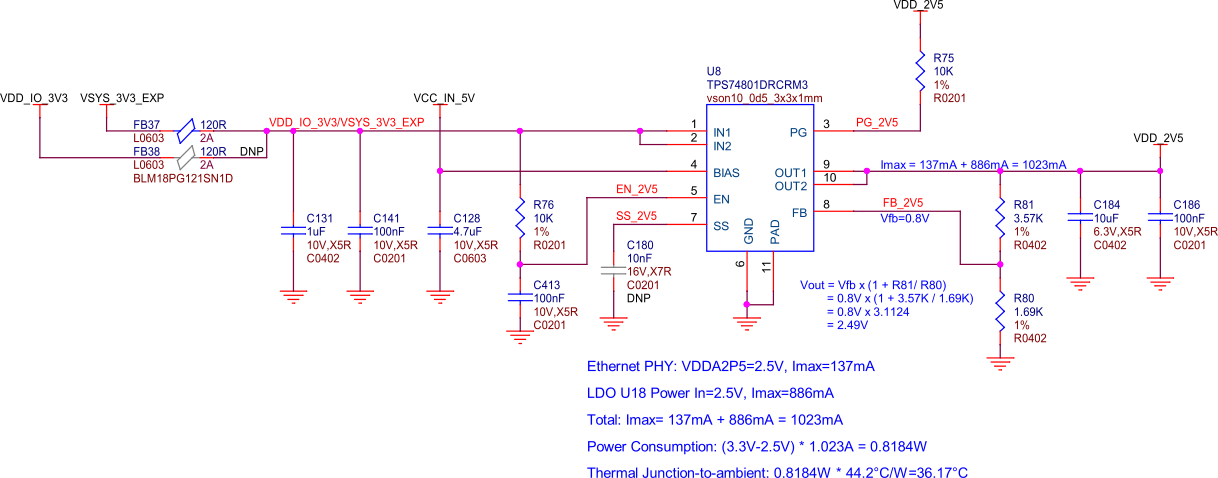 VDD_2V5
R75
10K
1%
R0201
U8
TPS74801DRCRM3
vson10_0d5_3x3x1mm
VDD_IO_3V3
VSYS_3V3_EXP
VCC_IN_5V
FB37
120R
L0603
2A
FB38
120R
DNP
L0603
2A
BLM18PG121SN1D
VDD_IO_3V3/VSYS_3V3_EXP
1
IN1
2
IN2
4
BIAS
5
EN
7
SS
PG
3
PG_2V5
OUT1
9
OUT2
10
FB
8
GND
6
PAD
11
Imax = 137mA + 886mA = 1023mA
VDD_2V5
EN_2V5
SS_2V5
FB_2V5
Vfb=0.8V
C131
1uF
10V,X5R
C0402
C141
100nF
10V,X5R
C0201
C128
4.7uF
10V,X5R
C0603
R76
10K
1%
R0201
C180
10nF
16V,X7R
C0201
DNP
C413
100nF
10V,X5R
C0201
R81
3.57K
1%
R0402
C184
10uF
6.3V,X5R
C0402
C186
100nF
10V,X5R
C0201
R80
1.69K
1%
R0402
Vout = Vfb x (1 + R81/ R80)
= 0.8V x (1 + 3.57K / 1.69K)
= 0.8V x 3.1124
= 2.49V
Ethernet PHY: VDDA2P5=2.5V, Imax=137mA
LDO U18 Power In=2.5V, Imax=886mA
Total: Imax= 137mA + 886mA = 1023mA
Power Consumption: (3.3V-2.5V) * 1.023A = 0.8184W
Thermal Junction-to-ambient: 0.8184W * 44.2°C/W=36.17°C